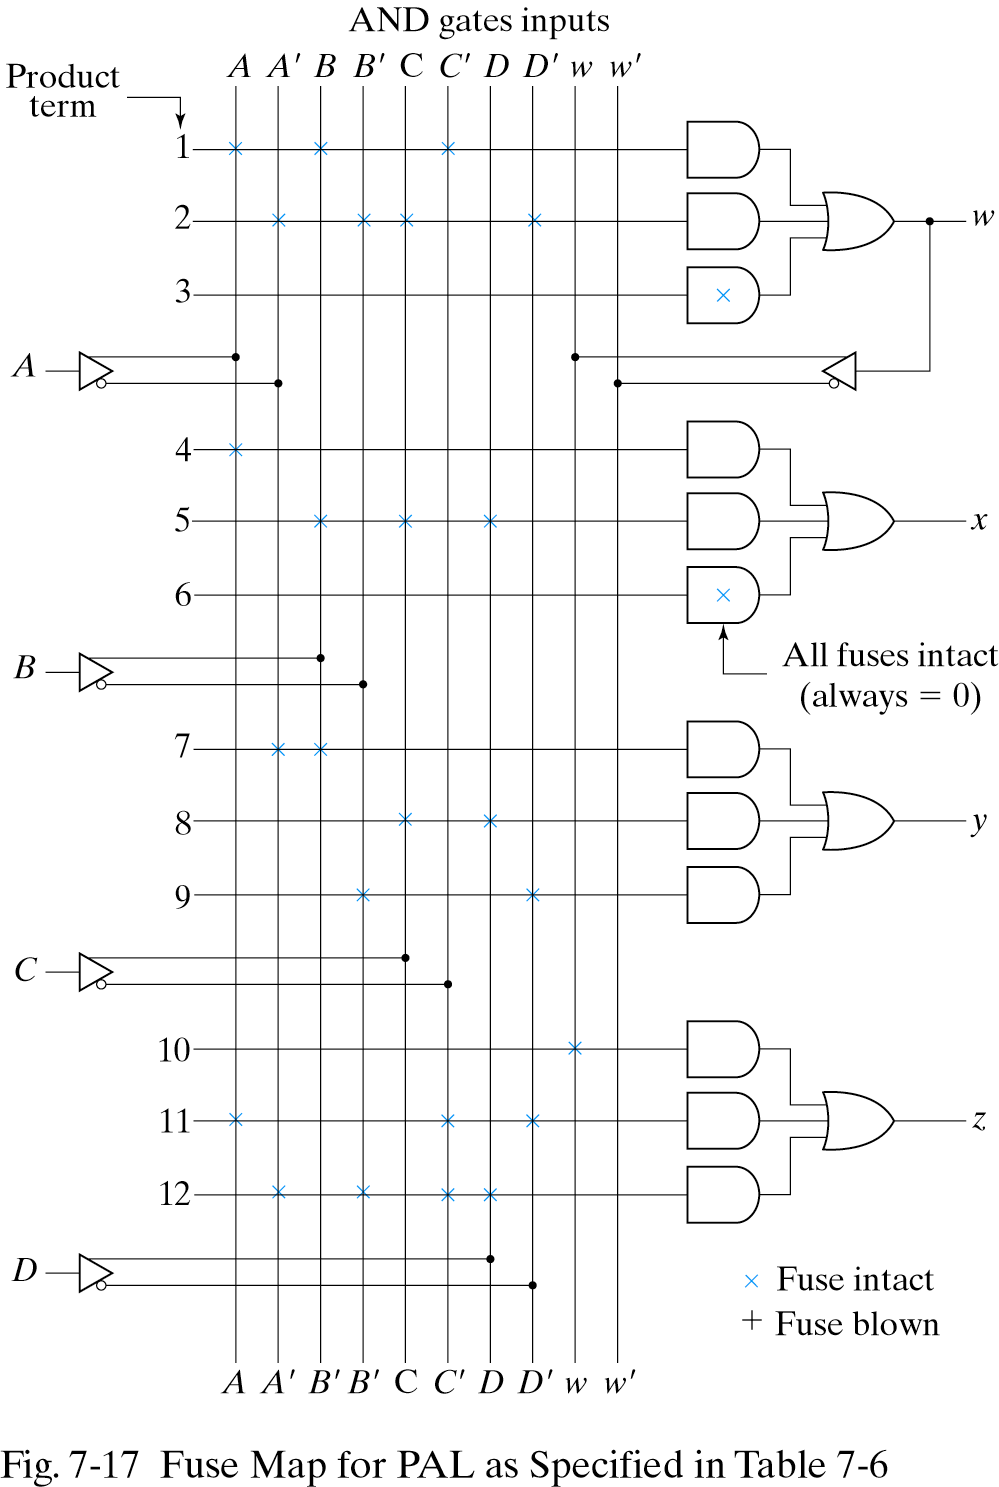 AND gates inputs
A A′ B B′ C C′ D D′ w w′
Product
term
1
2
w
3
A
4
5
x
6
All fuses intact
(always = 0)
B
7
8
y
9
C
10
11
z
12
D
× Fuse intact
+ Fuse blown
A A′ B′ B′ C C′ D D′ w w′
Fig. 7-17 Fuse Map for PAL as Specified in Table 7-6